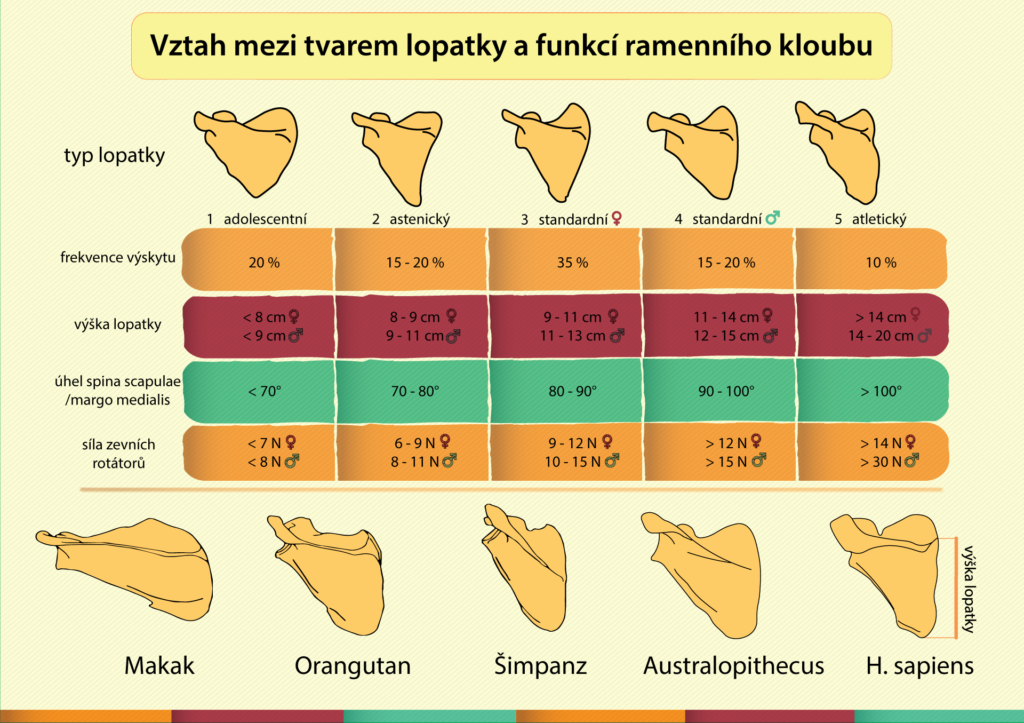 Vztah mezi tvarem lopatky a funkcí ramenního kloubu
typ lopatky
1 adolescentní
2 astenický
3 standardní ♀
4 standardní ♂
5 atletický
frekvence výskytu
20 %
15 - 20 %
35 %
15 - 20 %
10 %
výška lopatky
< 8 cm ♀
< 9 cm ♂
8 - 9 cm ♀
9 - 11 cm ♂
9 - 11 cm ♀
11 - 13 cm ♂
11 - 14 cm ♀
12 - 15 cm ♂
> 14 cm ♀
14 - 20 cm ♂
úhel spina scapulae
/margo medialis
< 70°
70 - 80°
80 - 90°
90 - 100°
> 100°
síla zevních
rotátorů
< 7 N ♀
< 8 N ♂
6 - 9 N ♀
8 - 11 N ♂
9 - 12 N ♀
10 - 15 N ♂
> 12 N ♀
> 15 N ♂
> 14 N ♀
> 30 N ♂
výška lopatky
Makak
Orangutan
Šimpanz
Australopithecus
H. sapiens